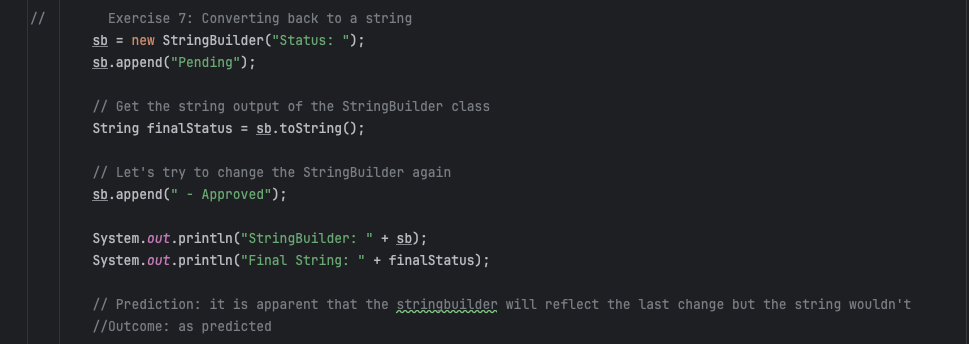 // Exercise 7: Converting back to a string
sb = new StringBuilder("Status: ");
sb.append("Pending");
// Get the string output of the StringBuilder class
String finalStatus = sb.toString();
// Let's try to change the StringBuilder again
sb.append(" - Approved");
System.out.println("StringBuilder: " + sb);
System.out.println("Final String: " + finalStatus);
// Prediction: it is apparent that the stringbuilder will reflect the last change but the string wouldn't
//Outcome: as predicted